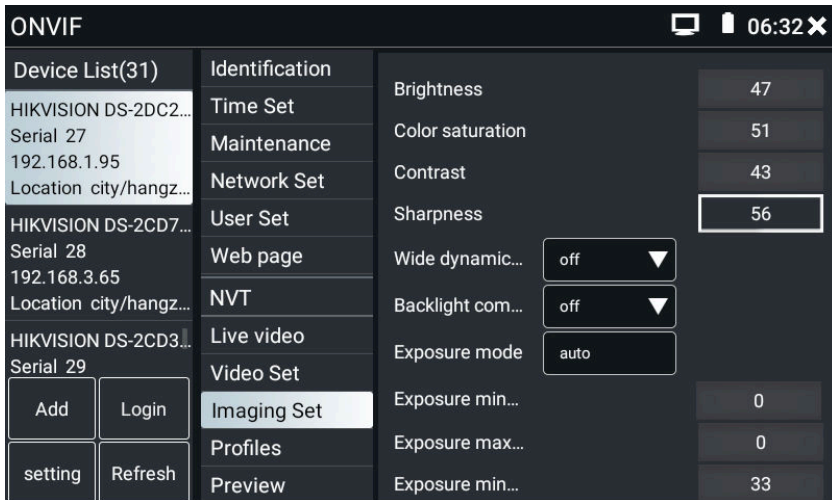 ONVIF
06:32
Device List(31)
HIKVISION DS-2DC2...
Serial 27
192.168.1.95
Location city/hangz...
HIKVISION DS-2CD7...
Serial 28
192.168.3.65
Location city/hangz...
HIKVISION DS-2CD3...
Serial 29
Add
Login
setting
Refresh
Identification
Time Set
Maintenance
Network Set
User Set
Web page
NVT
Live video
Video Set
Imaging Set
Profiles
Preview
Brightness 47
Color saturation 51
Contrast 43
Sharpness 56
Wide dynamic... off
Backlight com... off
Exposure mode auto
Exposure min... 0
Exposure max... 0
Exposure min... 33